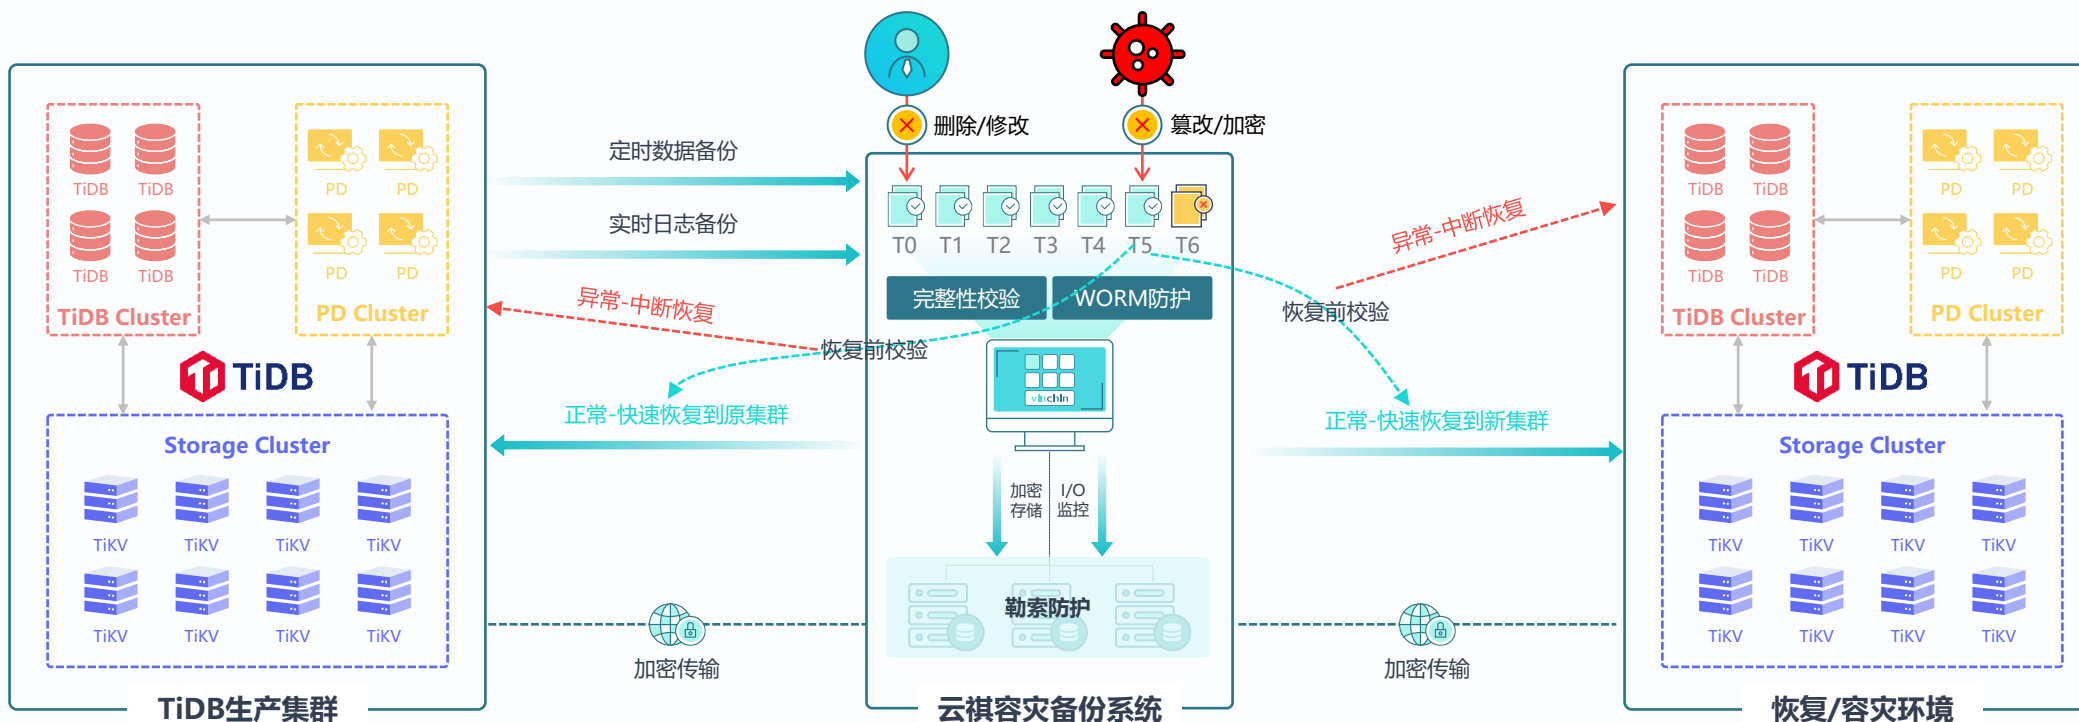 删除/修改
篡改/加密
TiDB
TiDB
PD
PD
TiDB
TiDB
PD
PD
TiDB Cluster
PD Cluster
TiDB
Storage Cluster
TiKV
TiKV
TiKV
TiKV
TiKV
TiKV
TiKV
TiKV
TiDB生产集群
定时数据备份
实时日志备份
异常-中断恢复
恢复前校验
正常-快速恢复到原集群
加密传输
T0
T1
T2
T3
T4
T5
T6
完整性校验
WORM防护
vinchin
加密
存储
I/O
监控
勒索防护
云祺容灾备份系统
异常-中断恢复
恢复前校验
正常-快速恢复到新集群
加密传输
TiDB
TiDB
PD
PD
TiDB
TiDB
PD
PD
TiDB Cluster
PD Cluster
TiDB
Storage Cluster
TiKV
TiKV
TiKV
TiKV
TiKV
TiKV
TiKV
TiKV
恢复/容灾环境